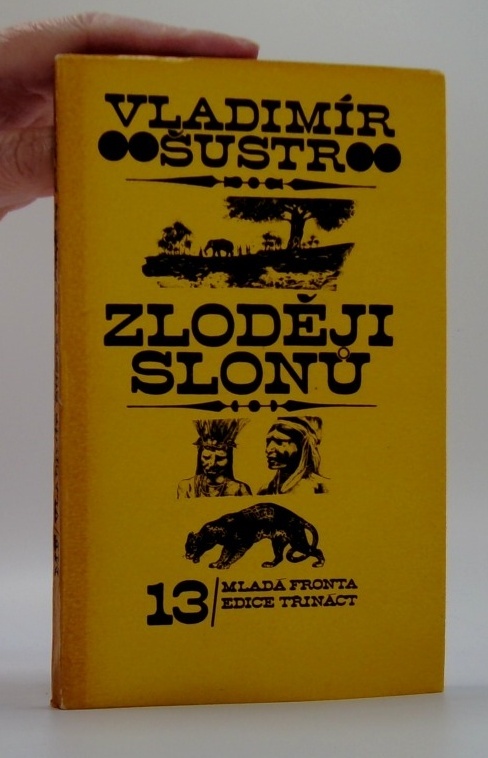 VLADIMÍR
ŠUSTR
ZLODĚJI
SLONŮ
13/ MLADÁ FRONTA
EDICE TŘINÁCT